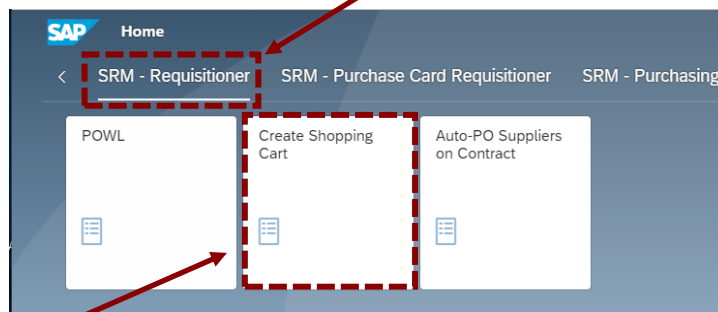 SAP Home
< SRM - Requisitioner SRM - Purchase Card Requisitioner SRM - Purchasing
POWL
Create Shopping
Cart
Auto-PO Suppliers
on Contract